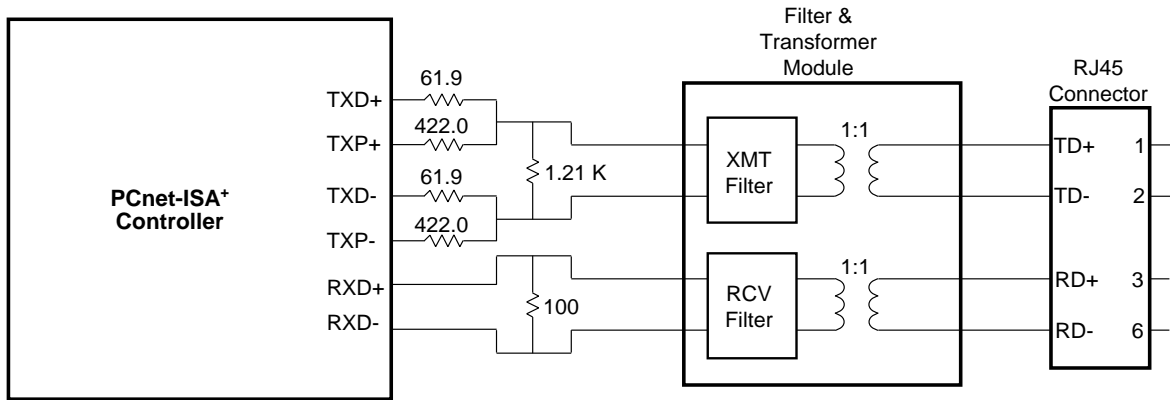 Filter &
Transformer
Module
RJ45
Connector
61.9
TXD+
422.0
TXP+
1:1
TD+
1
XMT
Filter
1.21 K
PCnet-ISA+
Controller
TXD-
61.9
TD-
2
422.0
TXP-
1:1
RXD+
RD+
3
RCV
Filter
100
RXD-
RD-
6